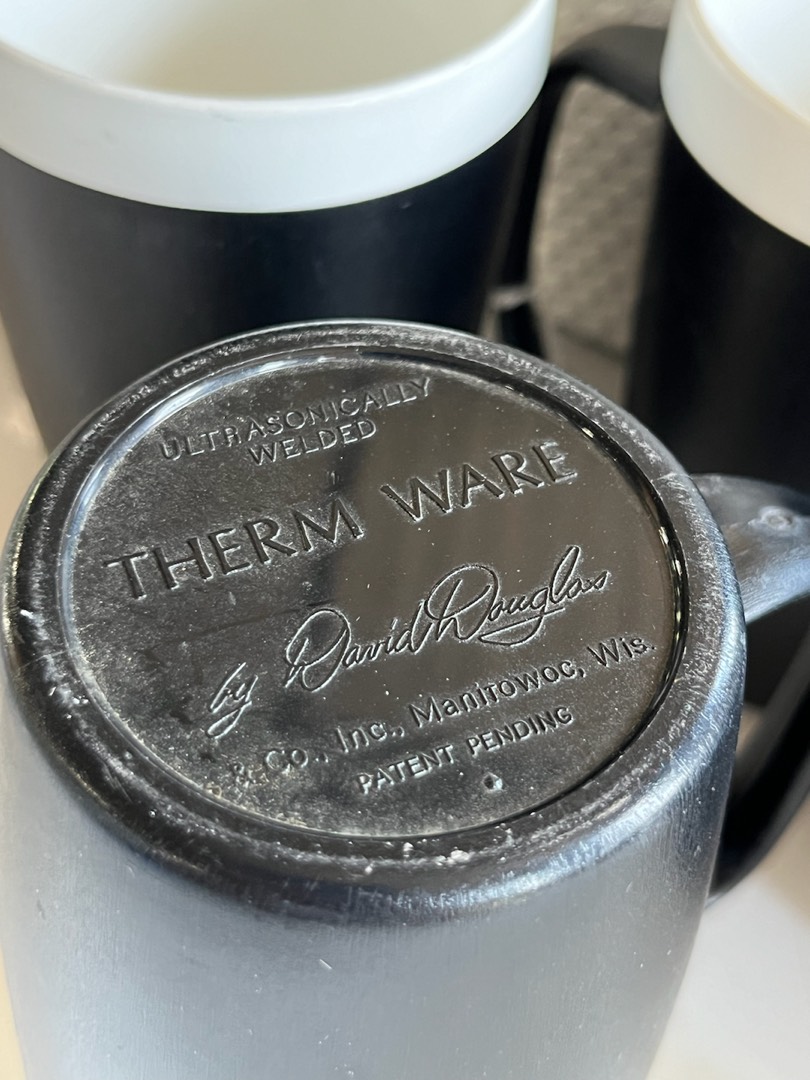 ULTRASONICALLY
WELDED
THERM WARE
by David Douglas
& Co., Inc., Manitowoc, Wis.
PATENT PENDING